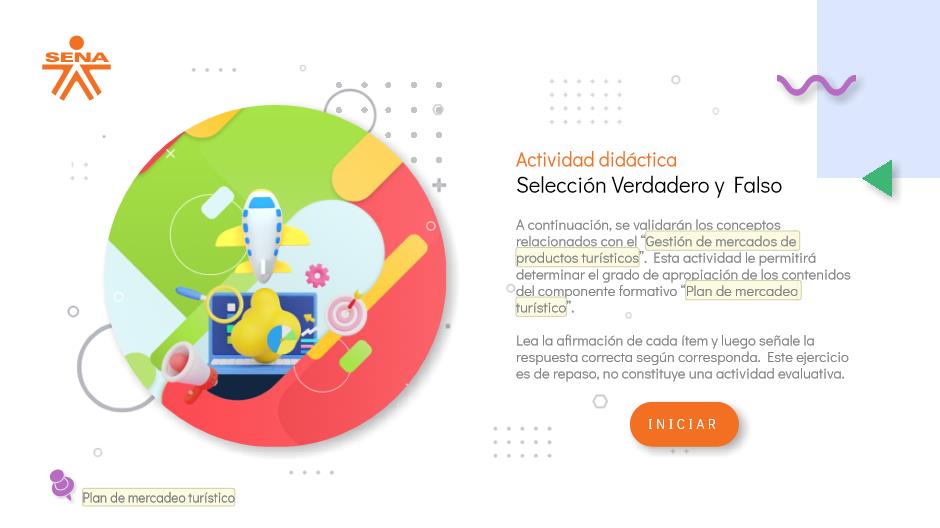 SENA
Actividad didáctica
Selección Verdadero y Falso
A continuación, se validarán los conceptos
relacionados con el “Gestión de mercados de
productos turísticos”. Esta actividad le permitirá
determinar el grado de apropiación de los contenidos
del componente formativo “Plan de mercadeo
turístico”.
Lea la afirmación de cada ítem y luego señale la
respuesta correcta según corresponda. Este ejercicio
es de repaso, no constituye una actividad evaluativa.
INICIAR
Plan de mercadeo turístico